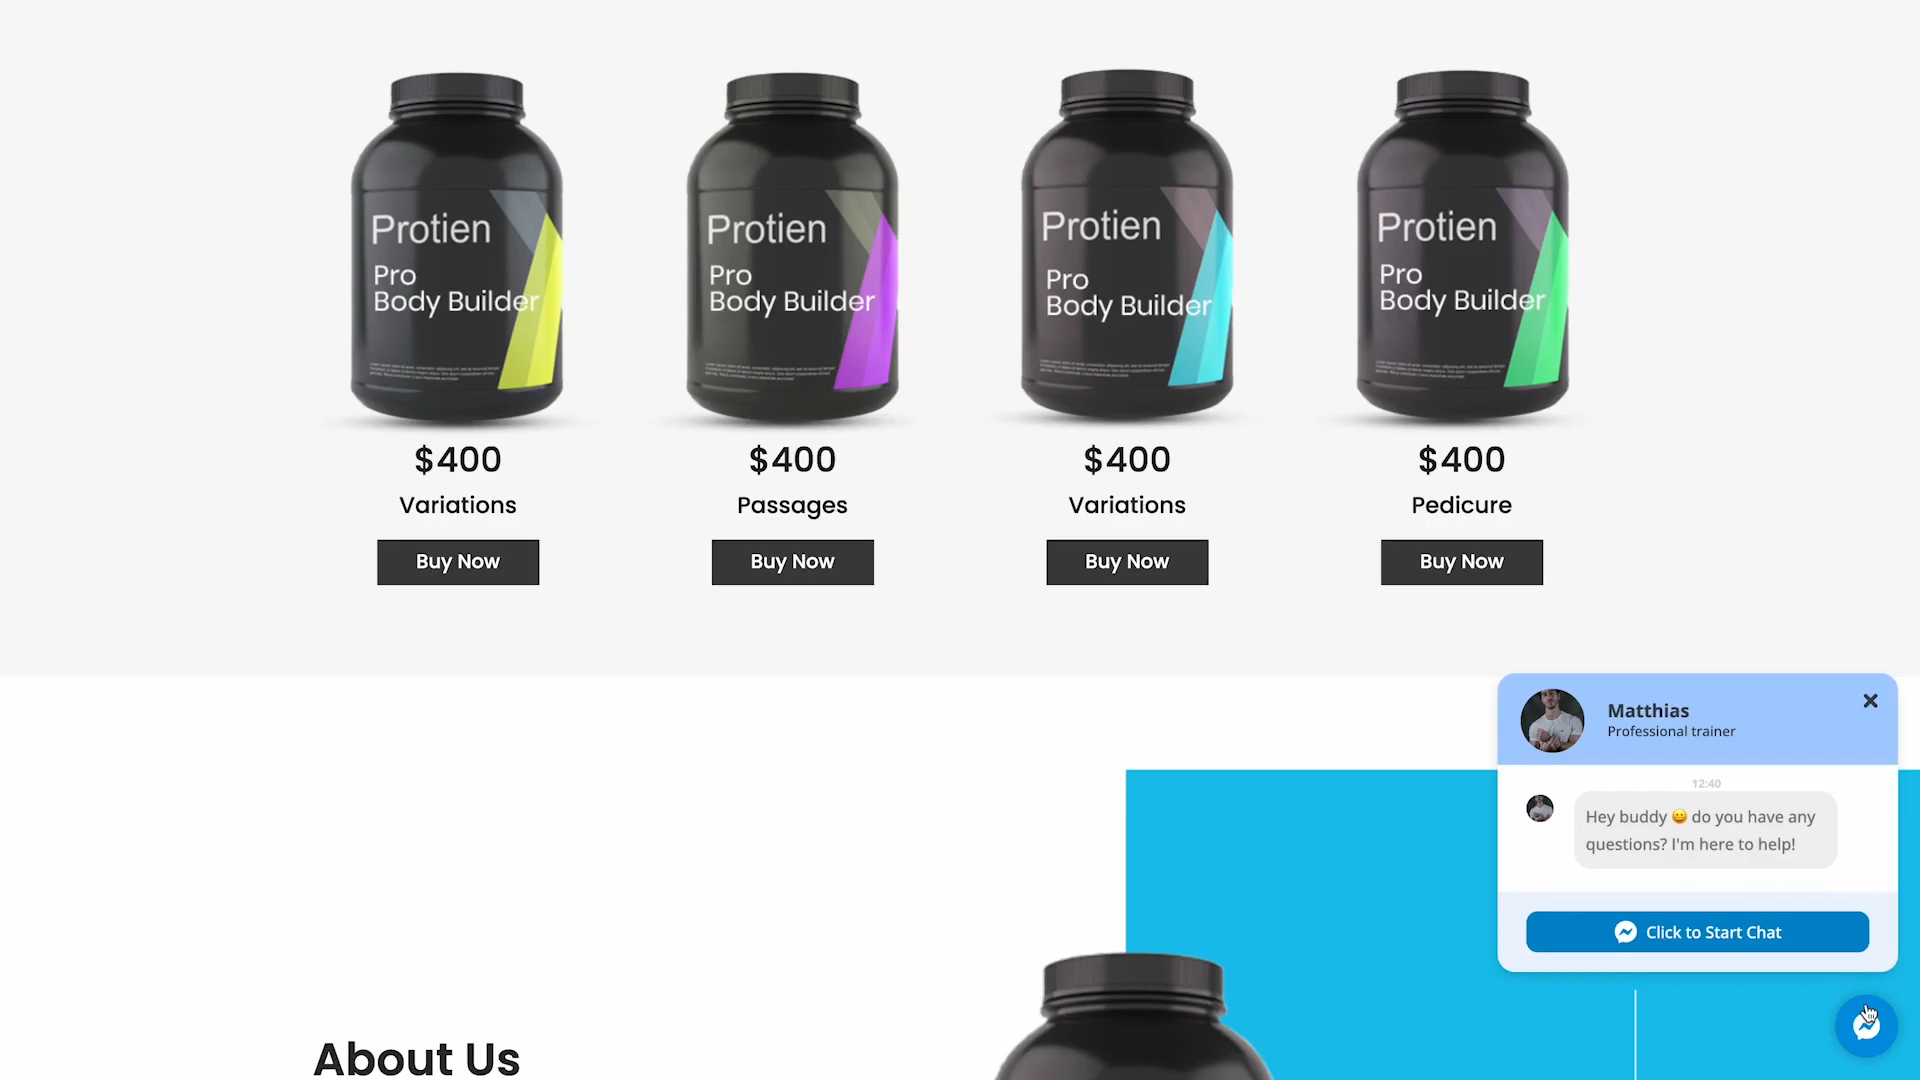 Protien
Pro
Body Builder
Protien
Pro
Body Builder
Protien
Pro
Body Builder
Protien
Pro
Body Builder
$400
$400
$400
$400
Variations
Passages
Variations
Pedicure
Buy Now
Buy Now
Buy Now
Buy Now
Matthias
Professional trainer
12:40
Hey buddy 😀 do you have any
questions? I'm here to help!
Click to Start Chat
About Us